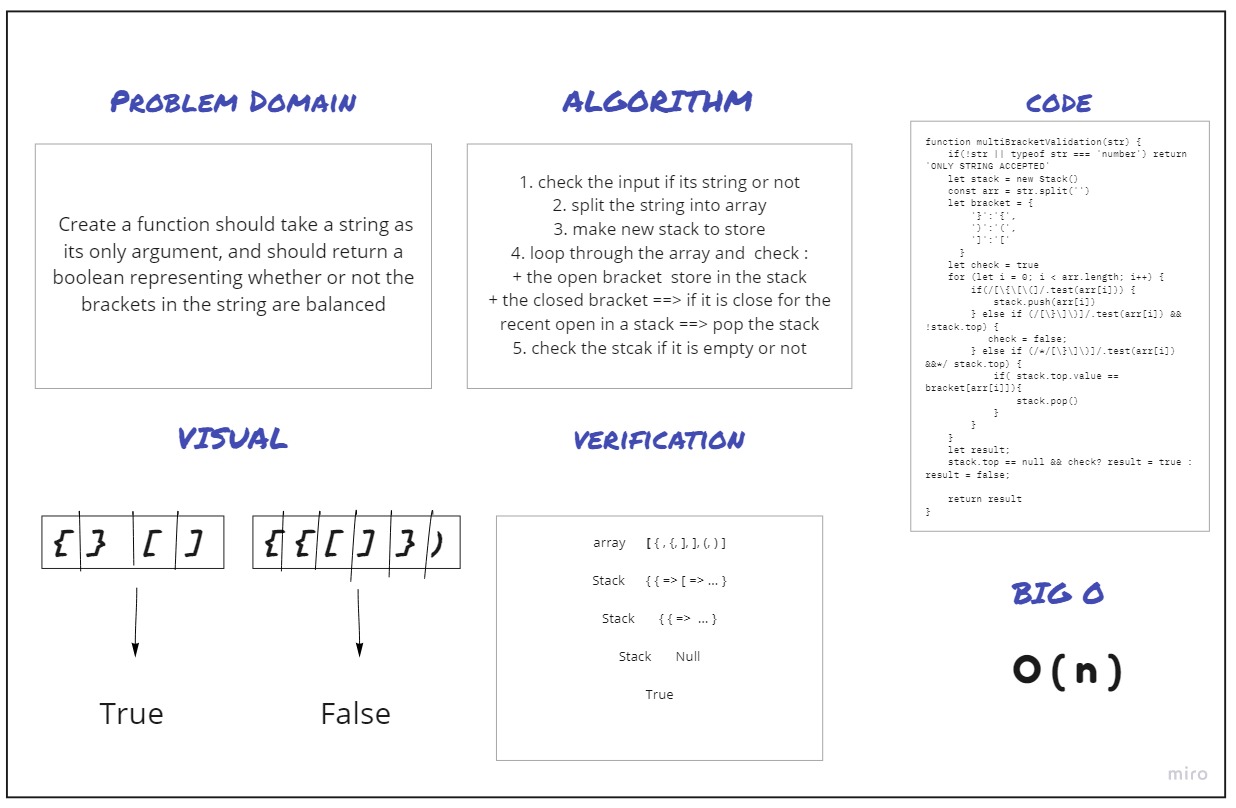 PROBLEM DOMAIN
Create a function should take a string as
its only argument, and should return a
boolean representing whether or not the
brackets in the string are balanced
ALGORITHM
1. check the input if its string or not
2. split the string into array
3. make new stack to store
4. loop through the array and check :
+ the open bracket store in the stack
+ the closed bracket ==> if it is close for the
recent open in a stack ==> pop the stack
5. check the stcak if it is empty or not
CODE
function multiBracketValidation(str) {
if(!str || typeof str === 'number') return
'ONLY STRING ACCEPTED'
let stack = new Stack()
const arr = str.split('')
let bracket = {
'}':'{',
')':'(',
']':'['
}
let check = true
for (let i = 0; i < arr.length; i++) {
if(/[\{\[\(]/.test(arr[i])) {
stack.push(arr[i])
} else if (/[\}\]\)]/.test(arr[i]) &&
!stack.top) {
check = false;
} else if (/*/[\}\]\)]/.test(arr[i])
&&*/ stack.top) {
if( stack.top.value ==
bracket[arr[i]]){
stack.pop()
}
}
}
let result;
stack.top == null && check? result = true :
result = false;
return result
}
VISUAL
{ } [ ]
{ { [ ] } )
True
False
VERIFICATION
array [ { , {, ], ], (, ) ]
Stack { { => [ => ... }
Stack { { => ... }
Stack Null
True
BIG O
O(n)
miro